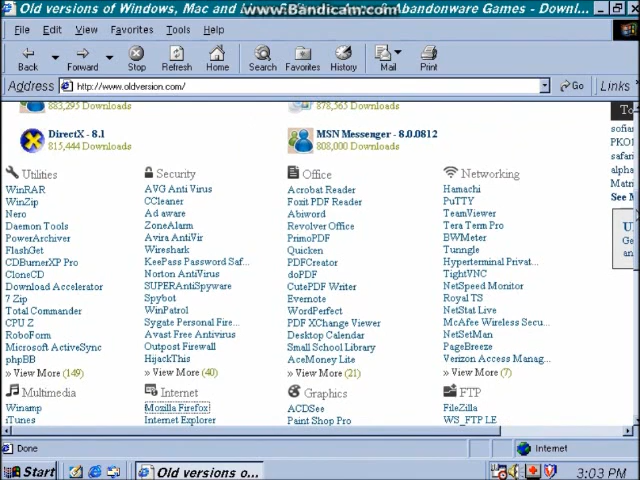 Old versions of Windows, Mac and
Abandonware Games - Downl...
www.Bandicam.com
File Edit View Favorites Tools Help
Back Forward Stop Refresh Home Search Favorites History Mail Print
Address http://www.oldversion.com/ Go Links
883,295 Downloads 878,565 Downloads
DirectX - 8.1 MSN Messenger - 8.0.0812
815,444 Downloads 808,000 Downloads
Utilities Security Office Networking
WinRAR AVG Anti Virus Acrobat Reader Hamachi
WinZip CCleaner Foxit PDF Reader PuTTY
Nero Ad aware Abiword TeamViewer
Daemon Tools ZoneAlarm Revolver Office Tera Term Pro
PowerArchiver Avira AntiVir PrimoPDF BWMeter
FlashGet Wireshark Quicken Tunngle
CDBurnerXP Pro KeePass Password Saf... PDFCreator Hyperterminal Privat...
CloneCD Norton Antivirus doPDF TightVNC
Download Accelerator SUPERAntiSpyware CutePDF Writer NetSpeed Monitor
7 Zip Spybot Evernote Royal TS
Total Commander WinPatrol WordPerfect NetStat Live
CPU Z Sygate Personal Fire... PDF XChange Viewer McAfee Wireless Secu...
RoboForm Avast Free Antivirus Desktop Calendar NetSetMan
Microsoft ActiveSync Outpost Firewall Small School Library PageBreeze
phpBB HijackThis AceMoney Lite Verizon Access Manag...
» View More (149) » View More (40) » View More (21) » View More (7)
Multimedia Internet Graphics FTP
Winamp Mozilla Firefox ACDSee FileZilla
iTunes Internet Explorer Paint Shop Pro WS_FTP LE
To
sofia
PKO
safari
alpha
Matri
See M
U
Ge
an
Done Internet
Start Old versions o... 3:03 PM